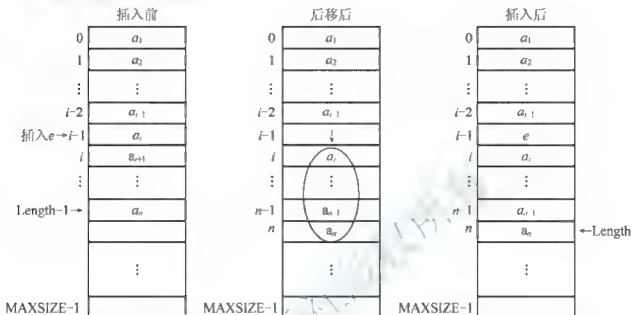 插入前
0 a₁
1 a₂
⋮ ⋮
i-2 aᵢ₋₁
插入e→i-1 aᵢ
i aᵢ₊₁
⋮ ⋮
Length-1→ aₙ
⋮
MAXSIZE-1
后移后
0 a₁
1 a₂
⋮ ⋮
i-2 aᵢ₋₁
i-1 ↓
i aᵢ
⋮ ⋮
n-1 aₙ₋₁
n aₙ
⋮
MAXSIZE-1
插入后
0 a₁
1 a₂
⋮ ⋮
i-2 aᵢ₋₁
i-1 e
i aᵢ
⋮ ⋮
n-1 aₙ₋₁
n aₙ ←Length
⋮
MAXSIZE-1